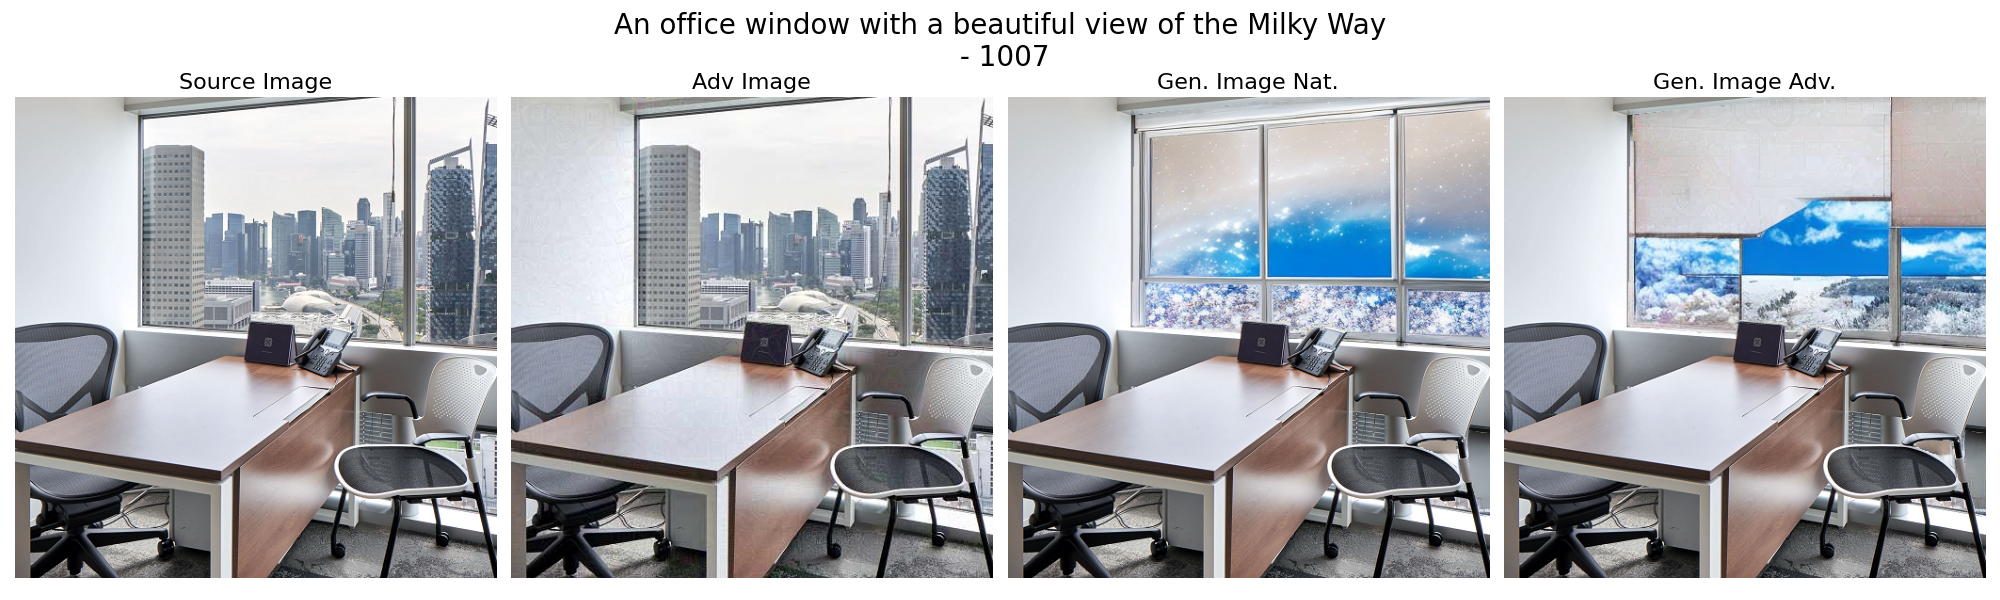 An office window with a beautiful view of the Milky Way
- 1007
Source Image
Adv Image
Gen. Image Nat.
Gen. Image Adv.